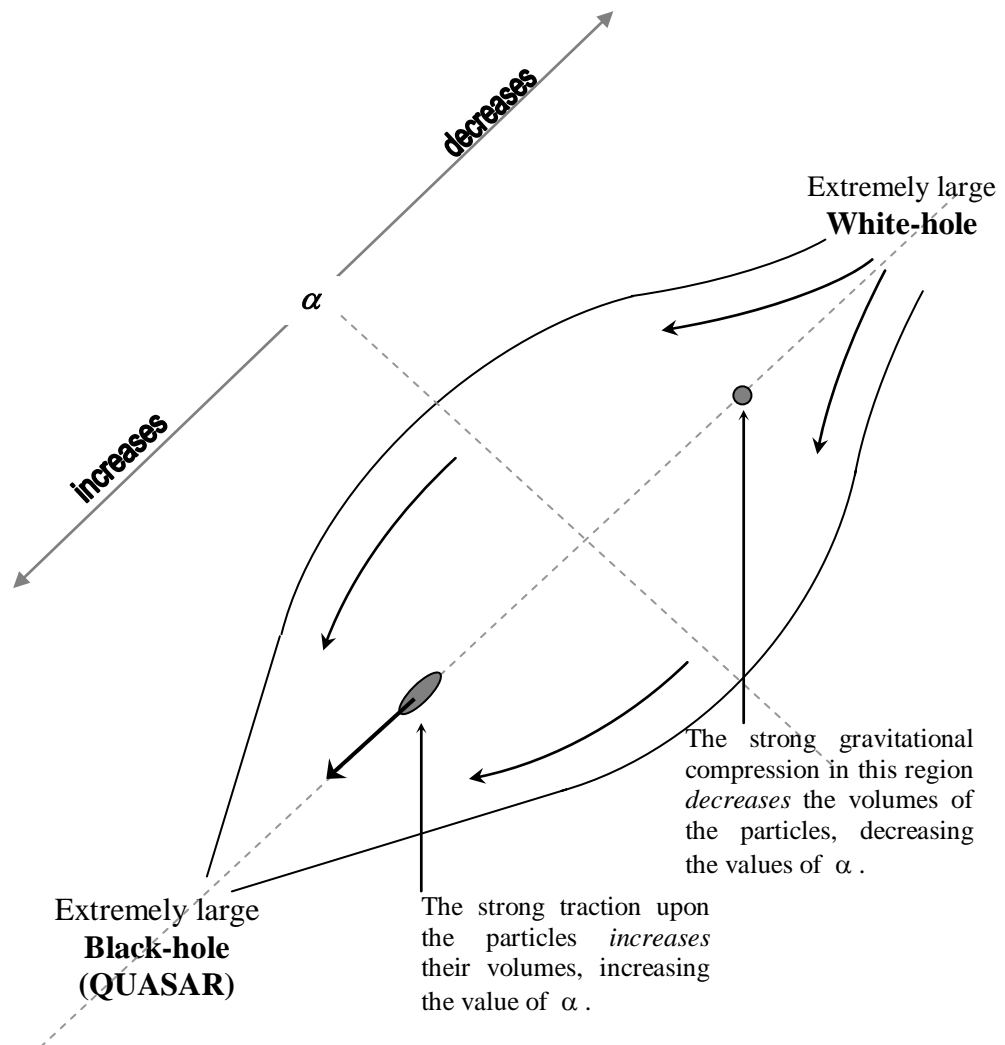 decreases
Extremely large
White-hole
α
increases
The strong gravitational
compression in this region
decreases the volumes of
the particles, decreasing
the values of α .
Extremely large
Black-hole
(QUASAR)
The strong traction upon
the particles increases
their volumes, increasing
the value of α .